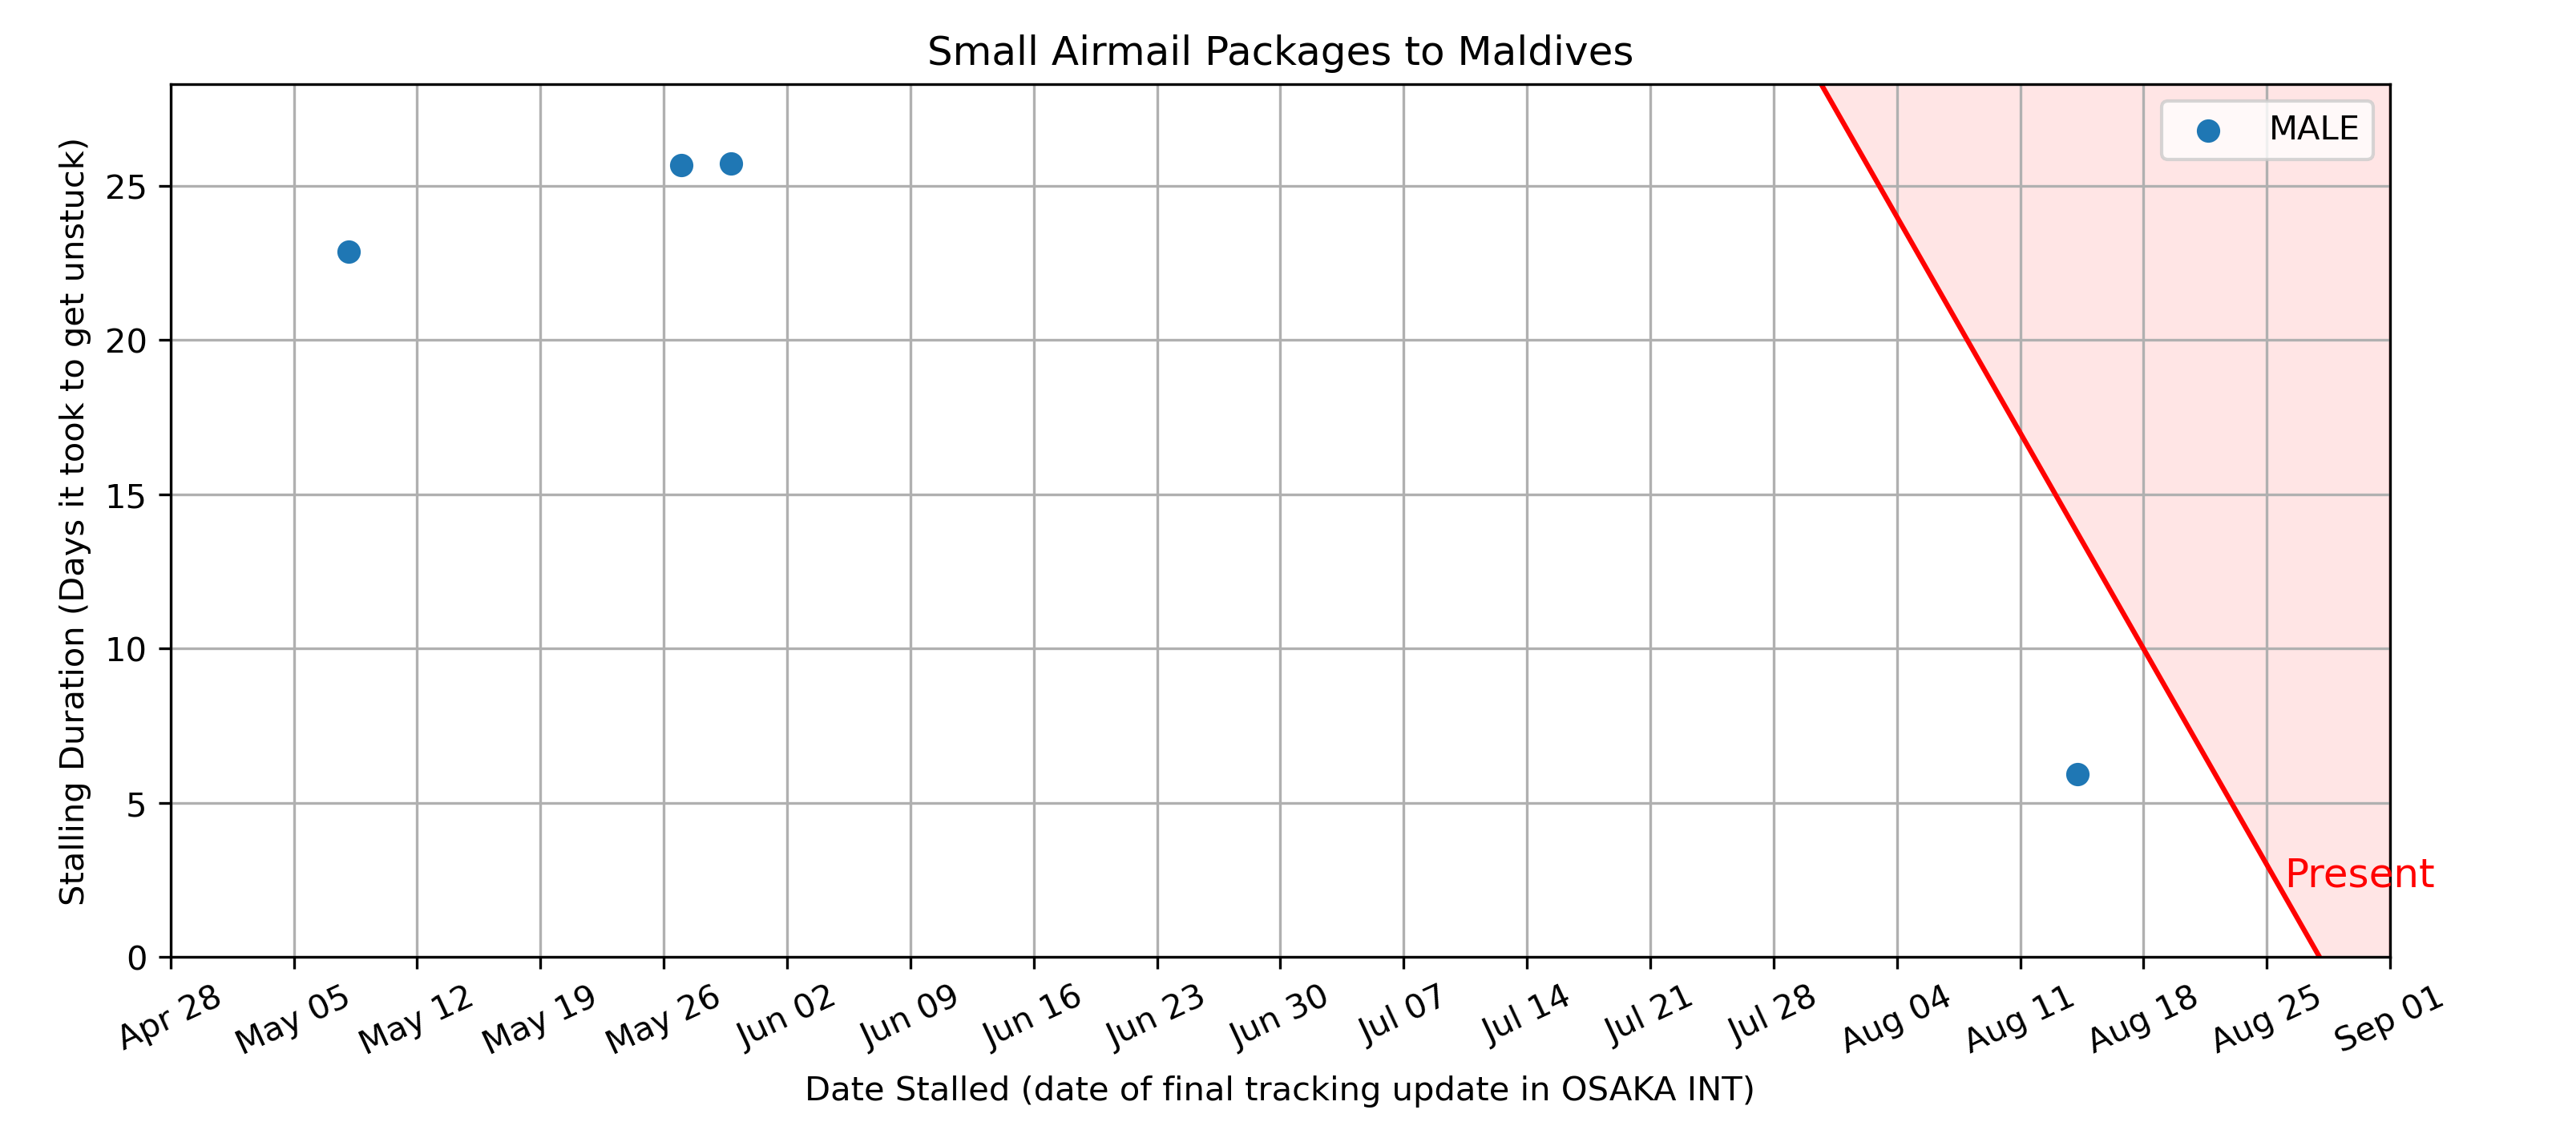 Small Airmail Packages to Maldives
MALE
Stalling Duration (Days it took to get unstuck)
25
20
15
10
5
0
Present
Apr 28 May 05 May 12 May 19 May 26 Jun 02 Jun 09 Jun 16 Jun 23 Jun 30 Jul 07 Jul 14 Jul 21 Jul 28 Aug 04 Aug 11 Aug 18 Aug 25 Sep 01
Date Stalled (date of final tracking update in OSAKA INT)